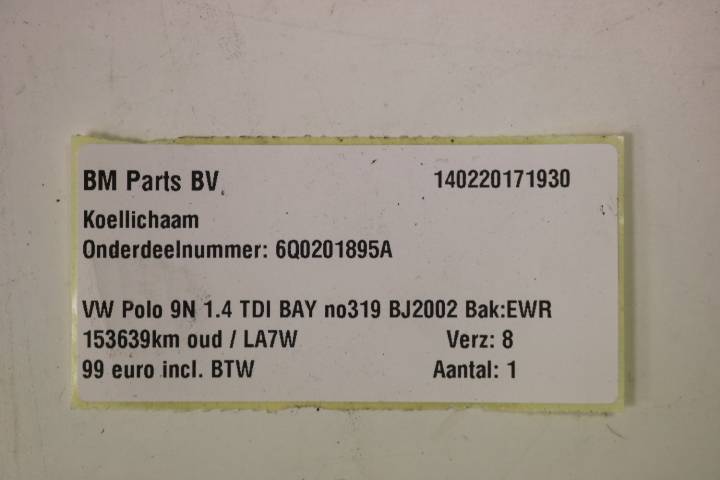 BM Parts BV 140220171930
Koellichaam
Onderdeelnummer: 6Q0201895A
VW Polo 9N 1.4 TDI BAY no319 BJ2002 Bak:EWR
153639km oud / LA7W Verz: 8
99 euro incl. BTW Aantal: 1